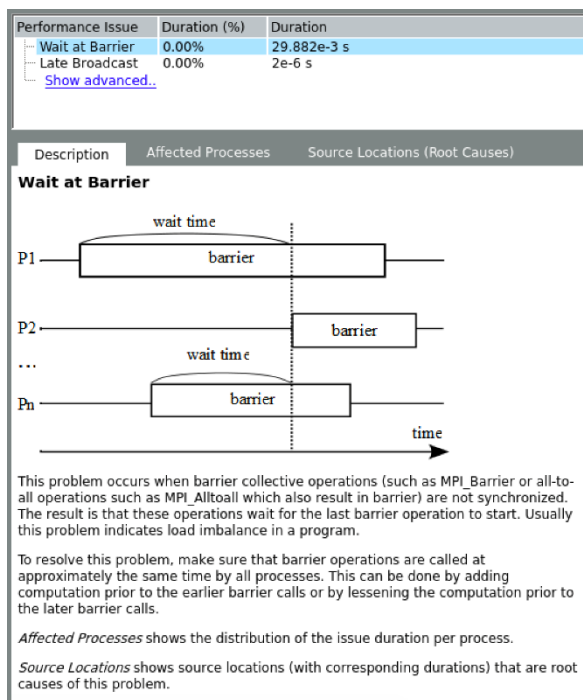 Performance Issue Duration (%) Duration
Wait at Barrier 0.00% 29.882e-3 s
Late Broadcast 0.00% 2e-6 s
Show advanced..
Description Affected Processes Source Locations (Root Causes)
Wait at Barrier
wait time
P1 barrier
P2 barrier
...
wait time
Pn barrier
time
This problem occurs when barrier collective operations (such as MPI_Barrier or all-to-
all operations such as MPI_Alltoall which also result in barrier) are not synchronized.
The result is that these operations wait for the last barrier operation to start. Usually
this problem indicates load imbalance in a program.
To resolve this problem, make sure that barrier operations are called at
approximately the same time by all processes. This can be done by adding
computation prior to the earlier barrier calls or by lessening the computation prior to
the later barrier calls.
Affected Processes shows the distribution of the issue duration per process.
Source Locations shows source locations (with corresponding durations) that are root
causes of this problem.